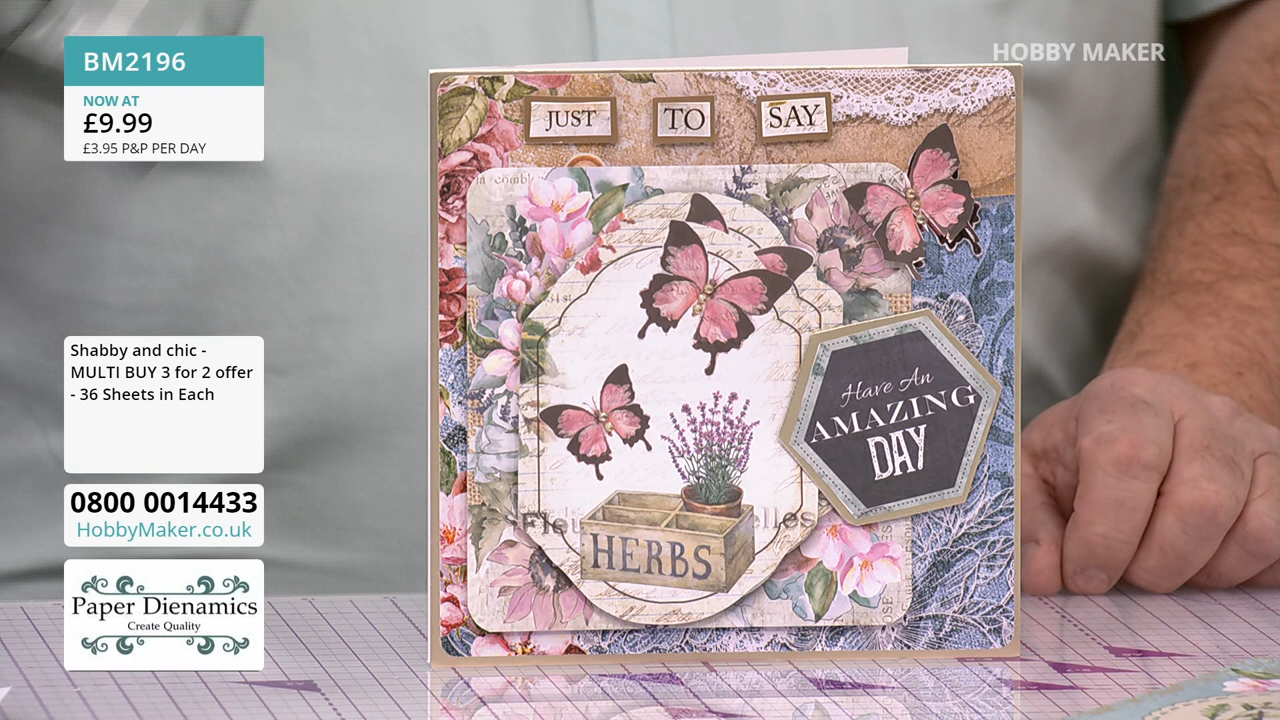 BM2196
NOW AT
£9.99
£3.95 P&P PER DAY
Shabby and chic -
MULTI BUY 3 for 2 offer
- 36 Sheets in Each
0800 0014433
HobbyMaker.co.uk
Paper Dienamics
Create Quality
HOBBY MAKER
JUST TO SAY
Have An
AMAZING
DAY
HERBS